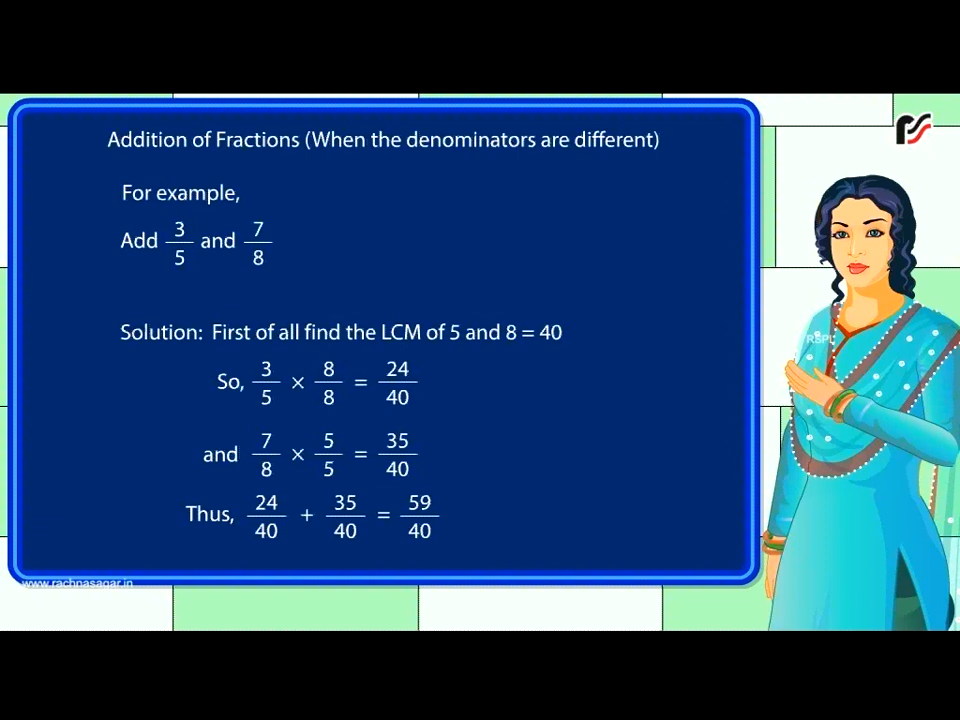 Addition of Fractions (When the denominators are different)
For example,
Add 3/5 and 7/8
Solution: First of all find the LCM of 5 and 8 = 40
So, 3/5 × 8/8 = 24/40
and 7/8 × 5/5 = 35/40
Thus, 24/40 + 35/40 = 59/40
www.rachnasagar.in
RSPL